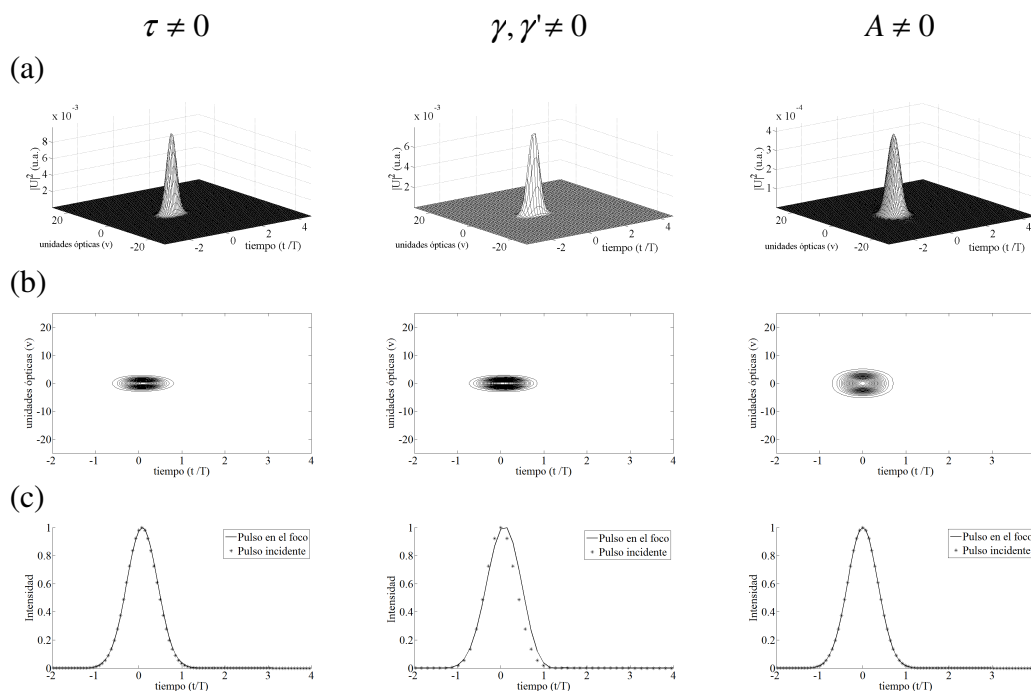 τ ≠ 0
γ, γ' ≠ 0
A ≠ 0
(a)
x 10⁻³
8
6
4
2
|U|² (u.a.)
20
0
-20
unidades ópticas (v)
-2
0
2
4
tiempo (t /T)
x 10⁻³
6
4
2
|U|² (u.a.)
20
0
-20
unidades ópticas (v)
-2
0
2
4
tiempo (t /T)
x 10⁻⁴
4
3
2
1
|U|² (u.a.)
20
0
-20
unidades ópticas (v)
-2
0
2
4
tiempo (t /T)
(b)
unidades ópticas (v)
20
10
0
-10
-20
-2 -1 0 1 2 3 4
tiempo (t /T)
unidades ópticas (v)
20
10
0
-10
-20
-2 -1 0 1 2 3 4
tiempo (t /T)
unidades ópticas (v)
20
10
0
-10
-20
-2 -1 0 1 2 3
tiempo (t /T)
(c)
Intensidad
1
0.8
0.6
0.4
0.2
0
-2 -1 0 1 2 3 4
tiempo (t/T)
Pulso en el foco
Pulso incidente
Intensidad
1
0.8
0.6
0.4
0.2
0
-2 -1 0 1 2 3 4
tiempo (t/T)
Pulso en el foco
Pulso incidente
Intensidad
1
0.8
0.6
0.4
0.2
0
-2 -1 0 1 2 3
tiempo (t/T)
Pulso en el foco
Pulso incidente